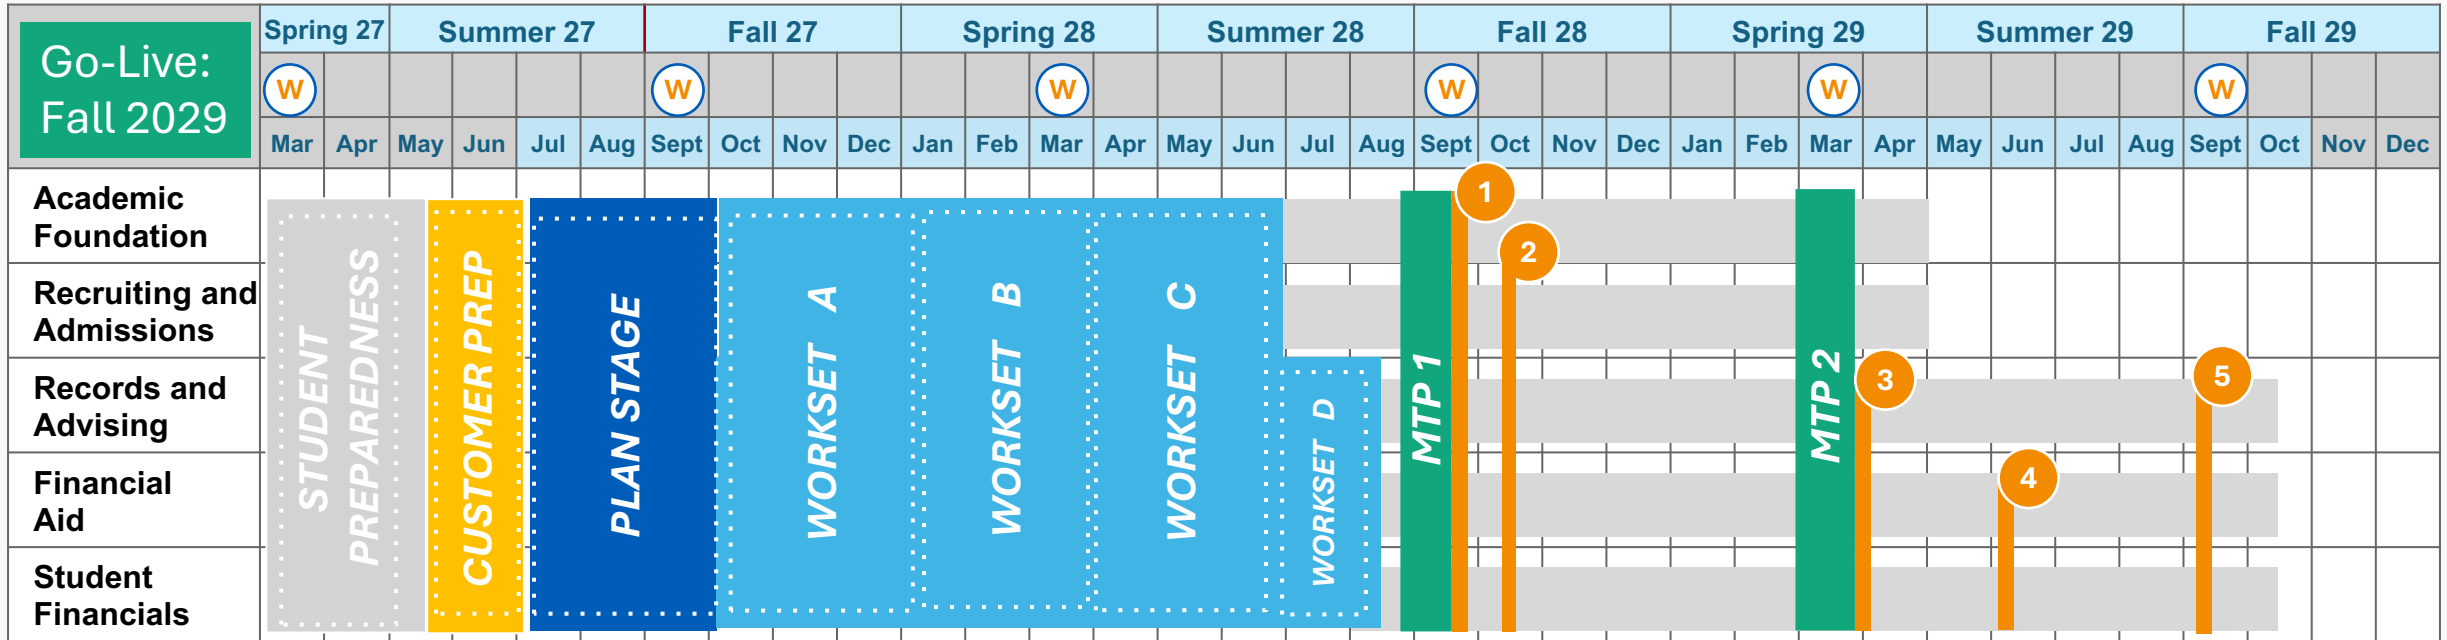 Go-Live:
Fall 2029
Spring 27 Summer 27 Fall 27 Spring 28 Summer 28 Fall 28 Spring 29 Summer 29 Fall 29
W W W W W W
Mar Apr May Jun Jul Aug Sept Oct Nov Dec Jan Feb Mar Apr May Jun Jul Aug Sept Oct Nov Dec Jan Feb Mar Apr May Jun Jul Aug Sept Oct Nov Dec
Academic
Foundation
Recruiting and
Admissions
Records and
Advising
Financial
Aid
Student
Financials
STUDENT
PREPAREDNESS
CUSTOMER PREP
PLAN STAGE
WORKSET A
WORKSET B
WORKSET C
WORKSET D
MTP 1
1
2
MTP 2
3
4
5